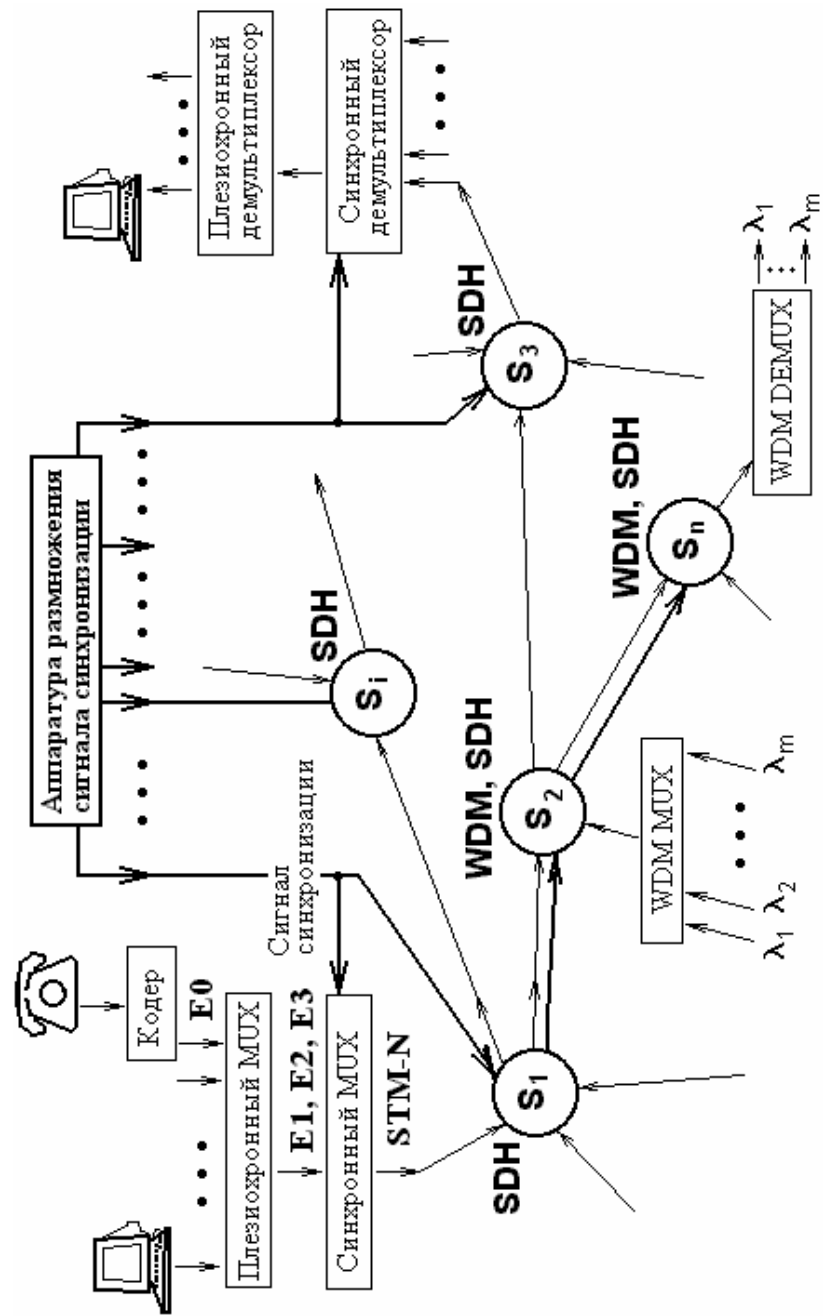 Аппаратура размножения
сигнала синхронизации
Кодер
E0
Плезиохронный MUX
E1, E2, E3
Синхронный MUX
STM-N
Сигнал
синхронизации
SDH
S1
SDH
Si
WDM, SDH
S2
WDM MUX
λ1 λ2 λm
WDM, SDH
Sn
WDM DEMUX
λ1
λm
SDH
S3
Синхронный
демультиплексор
Плезиохронный
демультиплексор